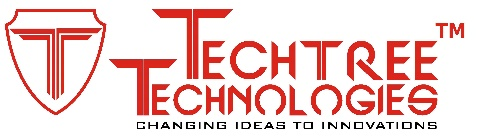 TECHTREE™
TECHNOLOGIES
CHANGING IDEAS TO INNOVATIONS